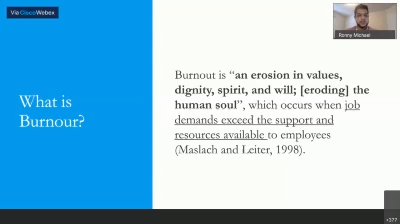 Via Cisco Webex
Ronny Michael
What is
Burnour?
Burnout is “an erosion in values,
dignity, spirit, and will; [eroding] the
human soul”, which occurs when job
demands exceed the support and
resources available to employees
(Maslach and Leiter, 1998).
+377